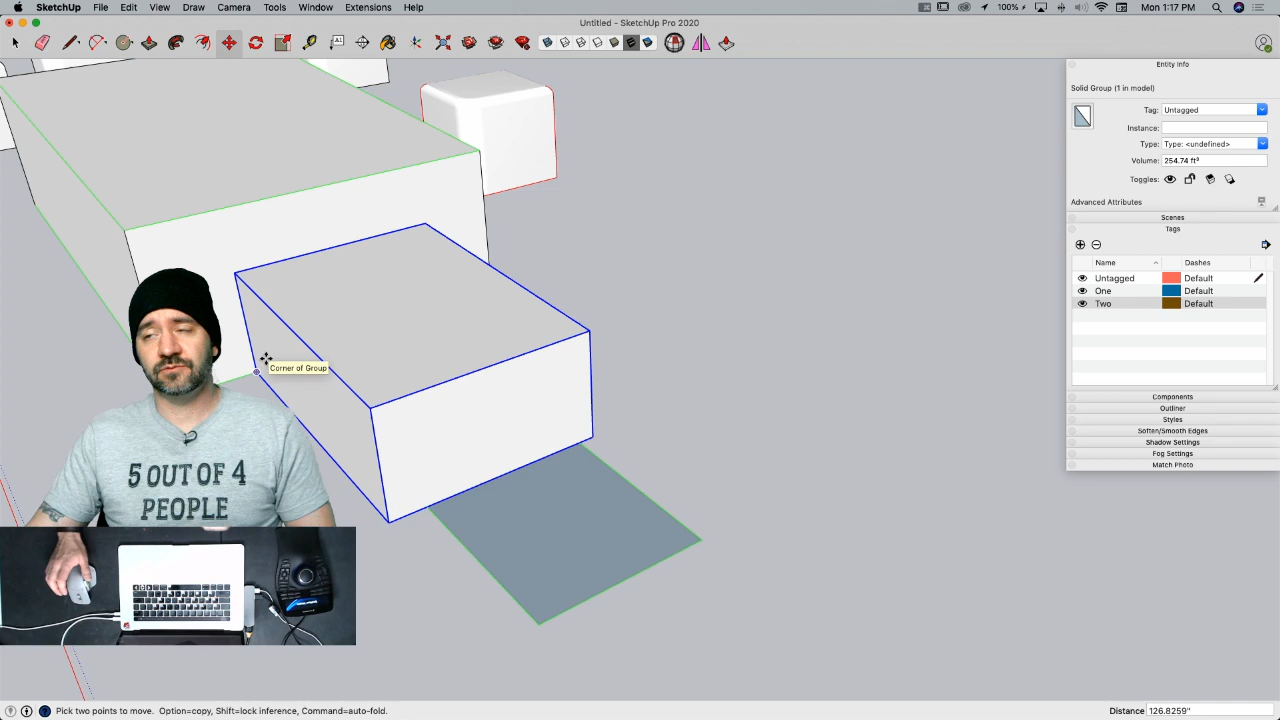 SketchUp File Edit View Draw Camera Tools Window Extensions Help
100% Mon 1:17 PM
Untitled - SketchUp Pro 2020
Entity Info
Solid Group (1 in model)
Tag: Untagged
Instance:
Type: Type: <undefined>
Volume: 254.74 ft³
Toggles:
Advanced Attributes
Scenes
Tags
Name Dashes
Untagged Default
One Default
Two Default
Components
Outliner
Styles
Soften/Smooth Edges
Shadow Settings
Fog Settings
Match Photo
Corner of Group
5 OUT OF 4
PEOPLE
Pick two points to move. Option=copy, Shift=lock inference, Command=auto-fold.
Distance 126.8259"